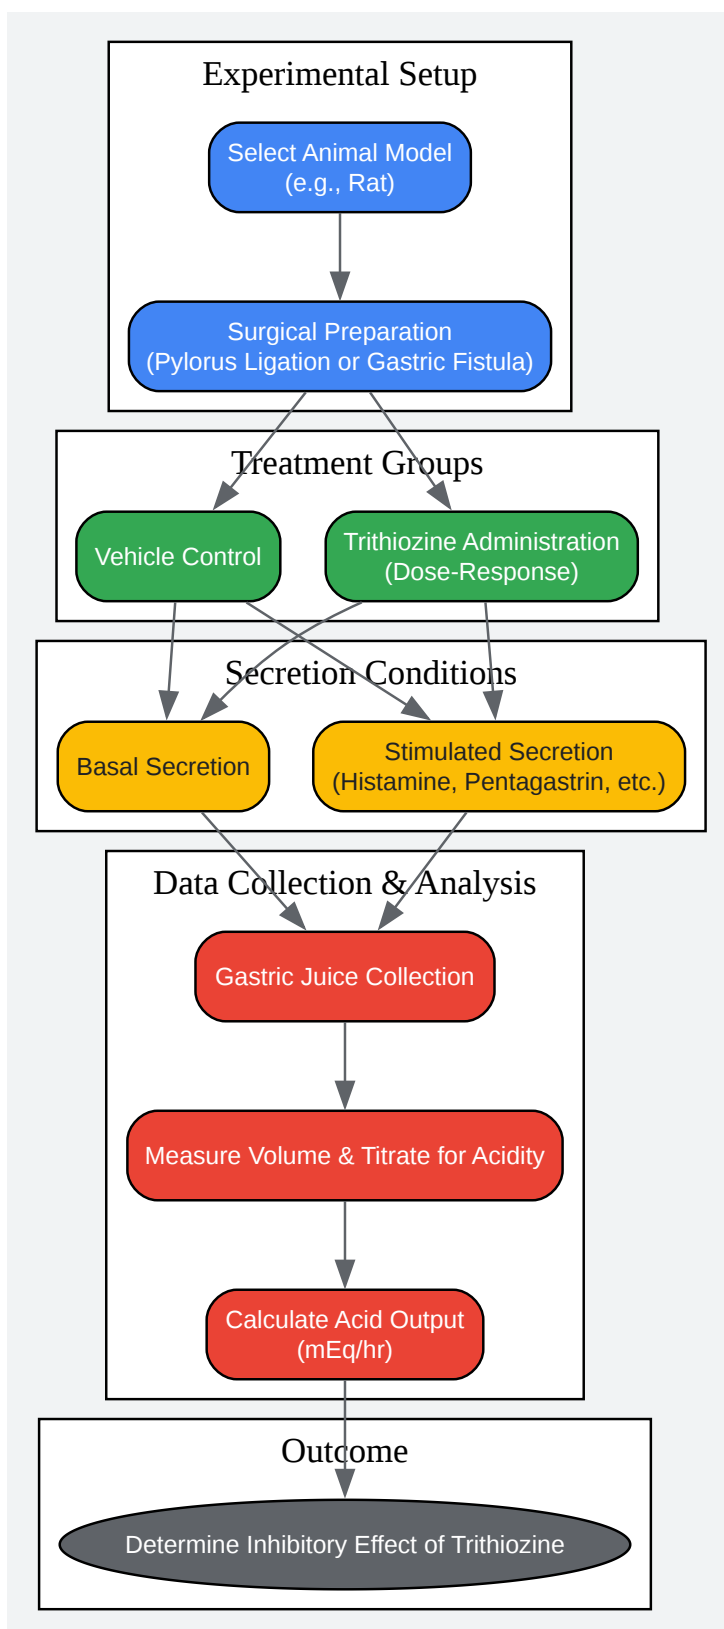 Experimental Setup
Select Animal Model
(e.g., Rat)
Surgical Preparation
(Pylorus Ligation or Gastric Fistula)
Treatment Groups
Vehicle Control
Trithiozine Administration
(Dose-Response)
Secretion Conditions
Basal Secretion
Stimulated Secretion
(Histamine, Pentagastrin, etc.)
Data Collection & Analysis
Gastric Juice Collection
Measure Volume & Titrate for Acidity
Calculate Acid Output
(mEq/hr)
Outcome
Determine Inhibitory Effect of Trithiozine